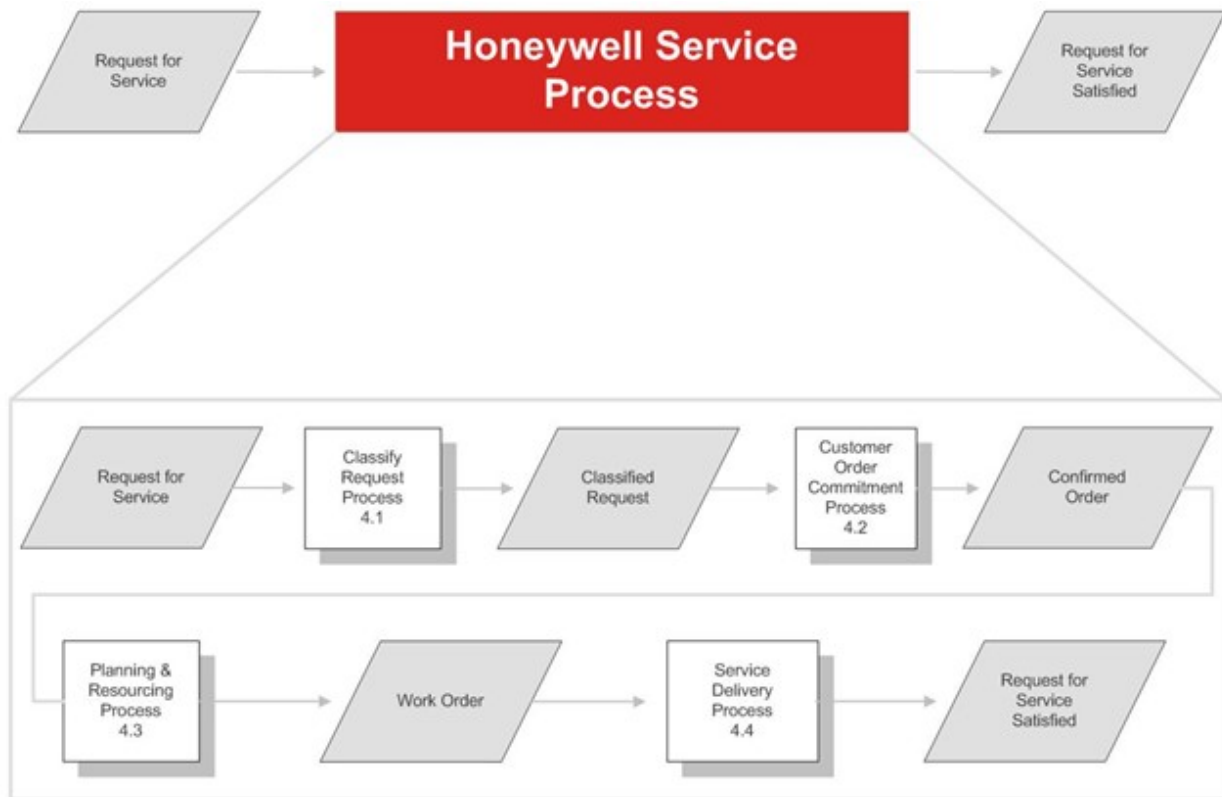 Request for
Service
Honeywell Service
Process
Request for
Service
Satisfied
Request for
Service
Classify
Request
Process
4.1
Classified
Request
Customer
Order
Commitment
Process
4.2
Confirmed
Order
Planning &
Resourcing
Process
4.3
Work Order
Service
Delivery
Process
4.4
Request for
Service
Satisfied